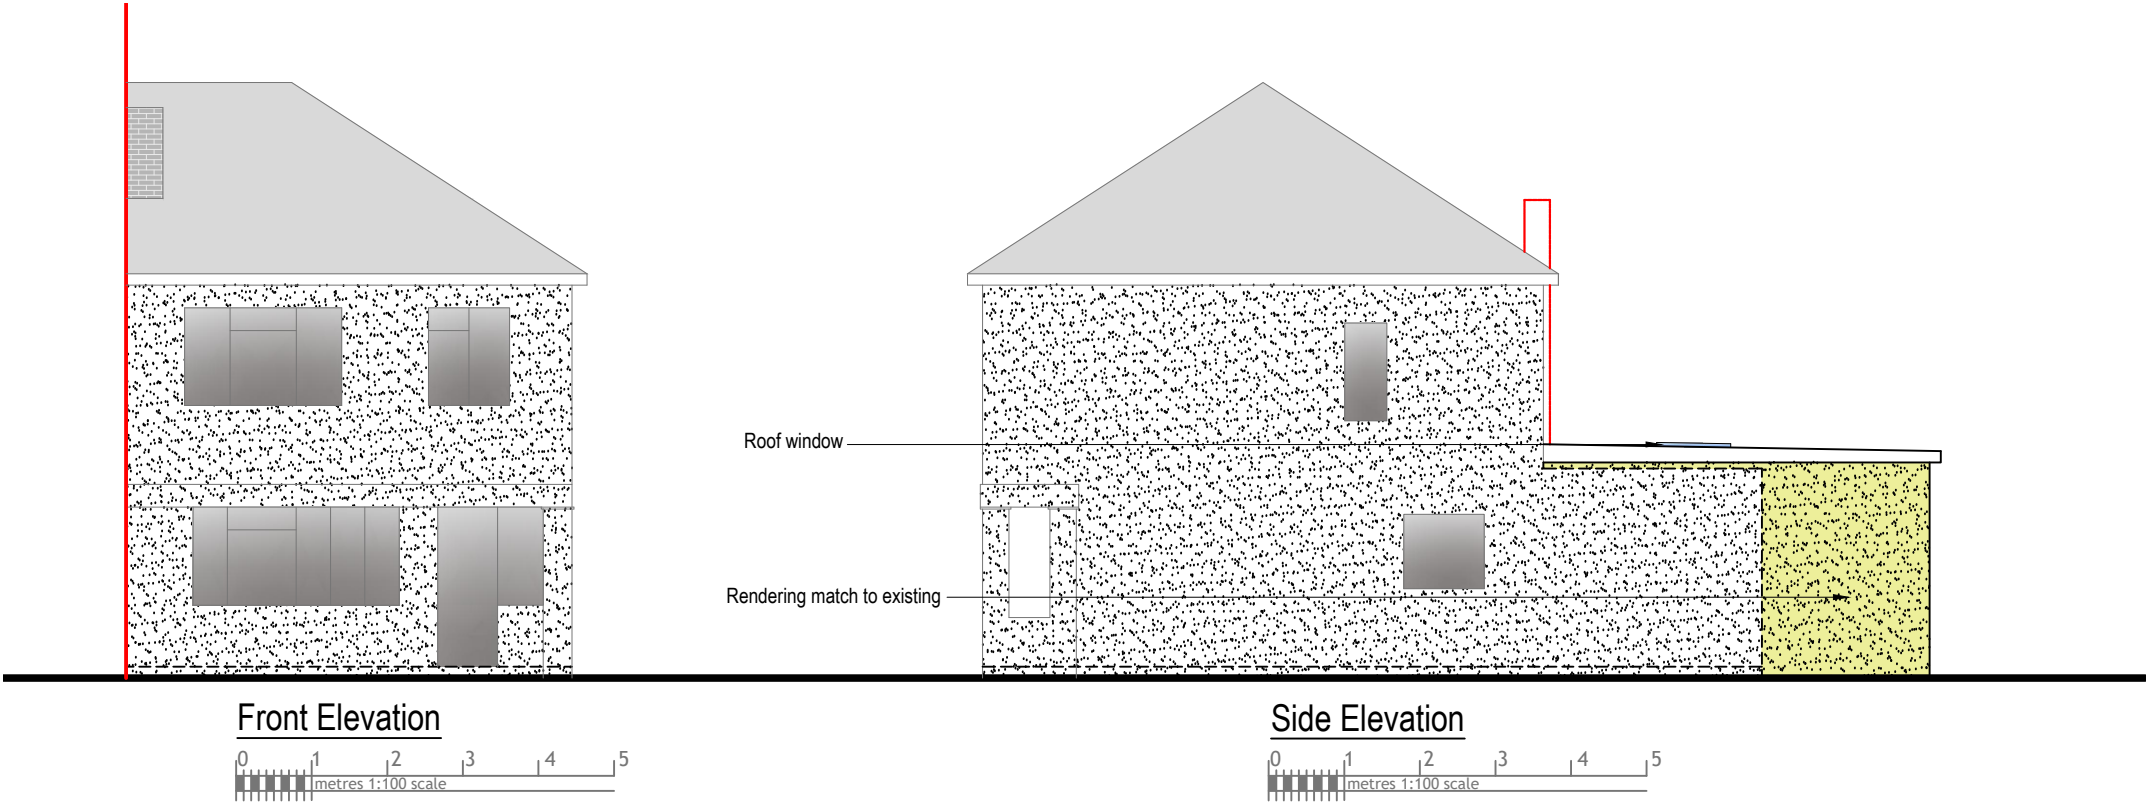 Roof window
Rendering match to existing
Front Elevation
0 1 2 3 4 5
metres 1:100 scale
Side Elevation
0 1 2 3 4 5
metres 1:100 scale